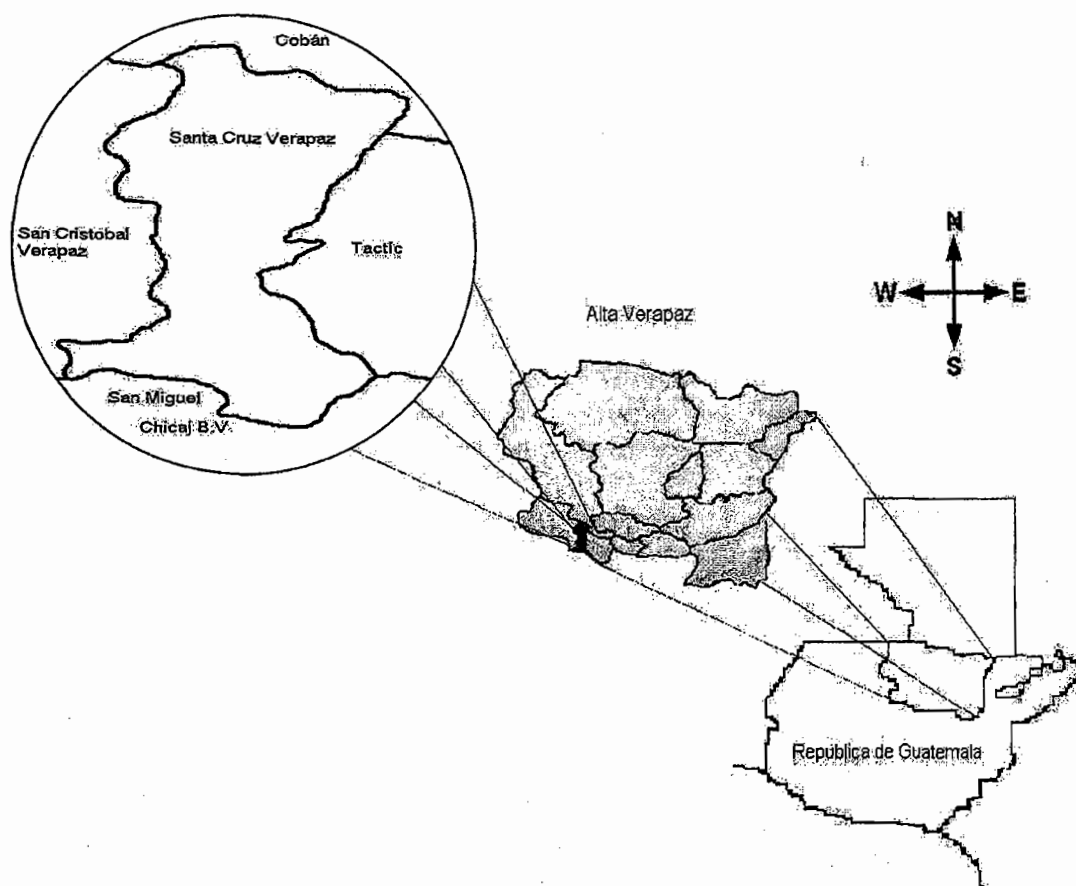 Cobán
Santa Cruz Verapaz
San Cristobal
Verapaz
Tactic
San Miguel
Chicaj B.V.
Alta Verapaz
N
W
E
S
República de Guatemala